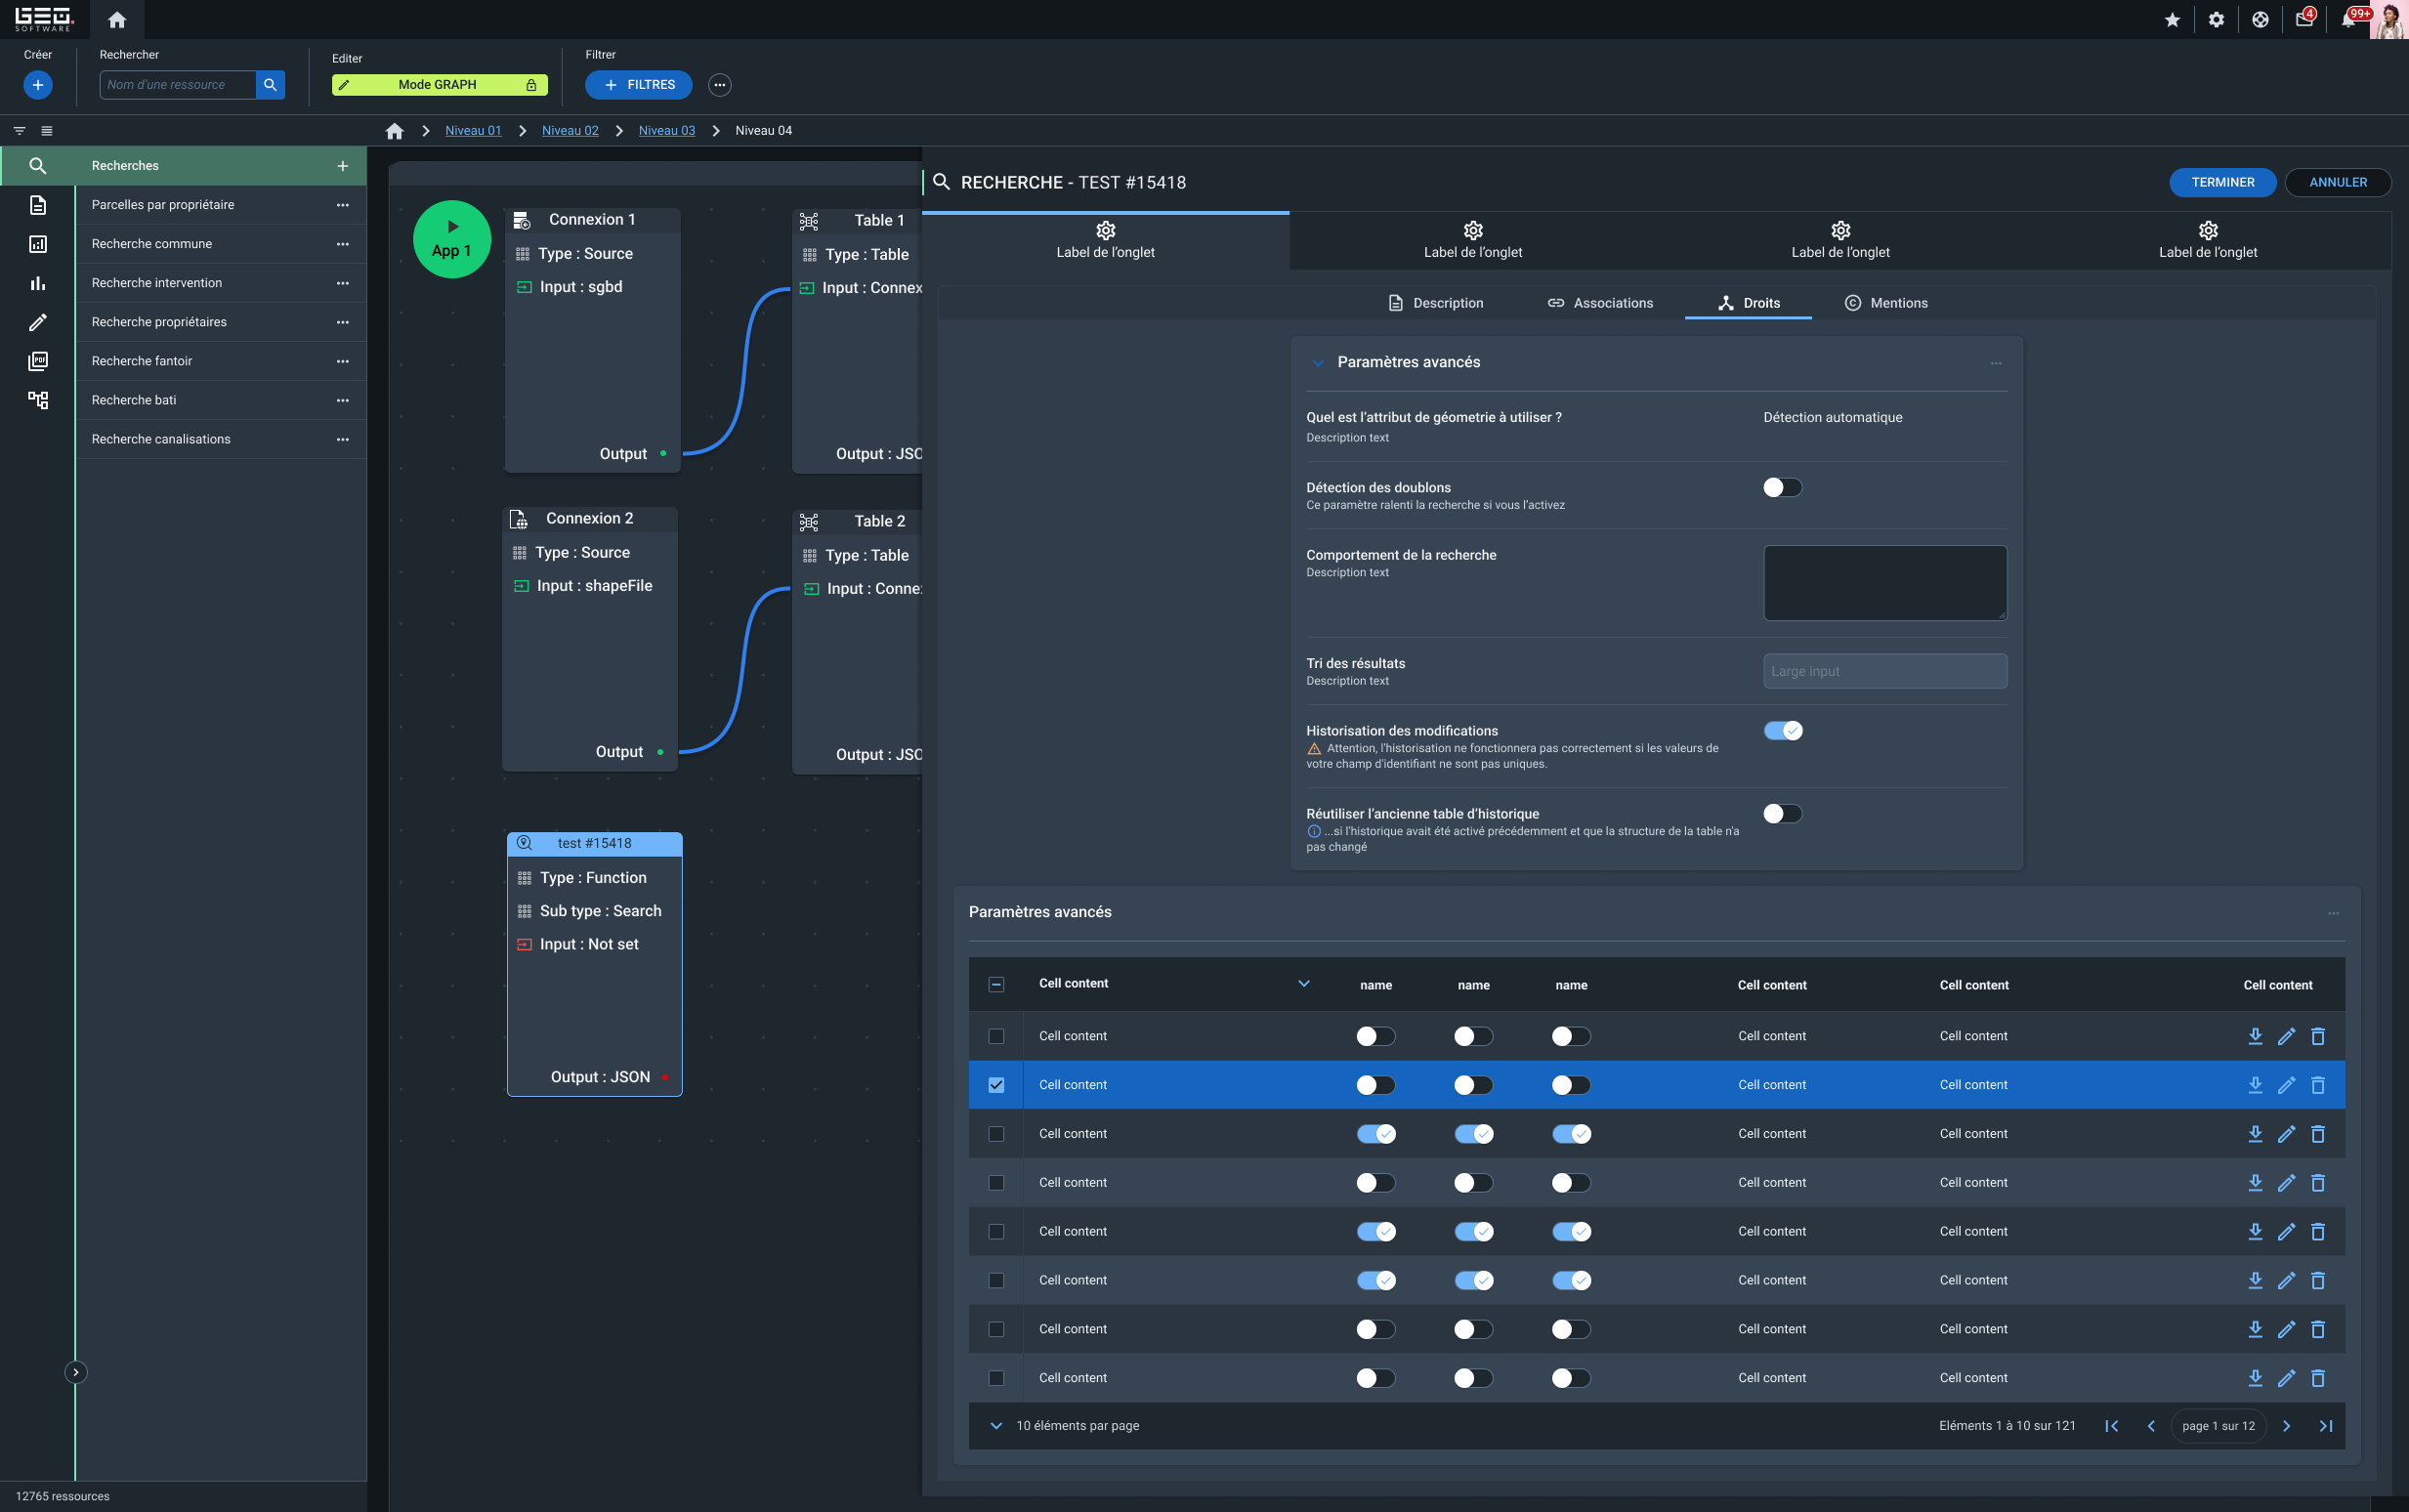 GEO.
SOFTWARE
4
99+
Créer
Rechercher
Nom d'une ressource
Editer
Mode GRAPH
Filtrer
FILTRES
Niveau 01
Niveau 02
Niveau 03
Niveau 04
Recherches
Parcelles par propriétaire
Recherche commune
Recherche intervention
Recherche propriétaires
Recherche fantoir
PDF
Recherche bati
Recherche canalisations
12765 ressources
App 1
Connexion 1
Type : Source
Input : sgbd
Output
Table 1
Type : Table
Input : Connex
Output : JSO
Connexion 2
Type : Source
Input : shapeFile
Output
Table 2
Type : Table
Input : Conne
Output : JSO
test #15418
Type : Function
Sub type : Search
Input : Not set
Output : JSON
RECHERCHE - TEST #15418
TERMINER
ANNULER
Label de l'onglet
Label de l'onglet
Label de l'onglet
Label de l'onglet
Description
Associations
Droits
Mentions
Paramètres avancés
Quel est l'attribut de géometrie à utiliser ?
Description text
Détection automatique
Détection des doublons
Ce paramètre ralenti la recherche si vous l'activez
Comportement de la recherche
Description text
Tri des résultats
Description text
Large input
Historisation des modifications
Attention, l'historisation ne fonctionnera pas correctement si les valeurs de
votre champ d'identifiant ne sont pas uniques.
Réutiliser l'ancienne table d'historique
...si l'historique avait été activé précédemment et que la structure de la table n'a
pas changé
Paramètres avancés
Cell content name name name Cell content Cell content Cell content
Cell content Cell content Cell content
Cell content Cell content Cell content
Cell content Cell content Cell content
Cell content Cell content Cell content
Cell content Cell content Cell content
Cell content Cell content Cell content
Cell content Cell content Cell content
Cell content Cell content Cell content
10 éléments par page
Eléments 1 à 10 sur 121
page 1 sur 12